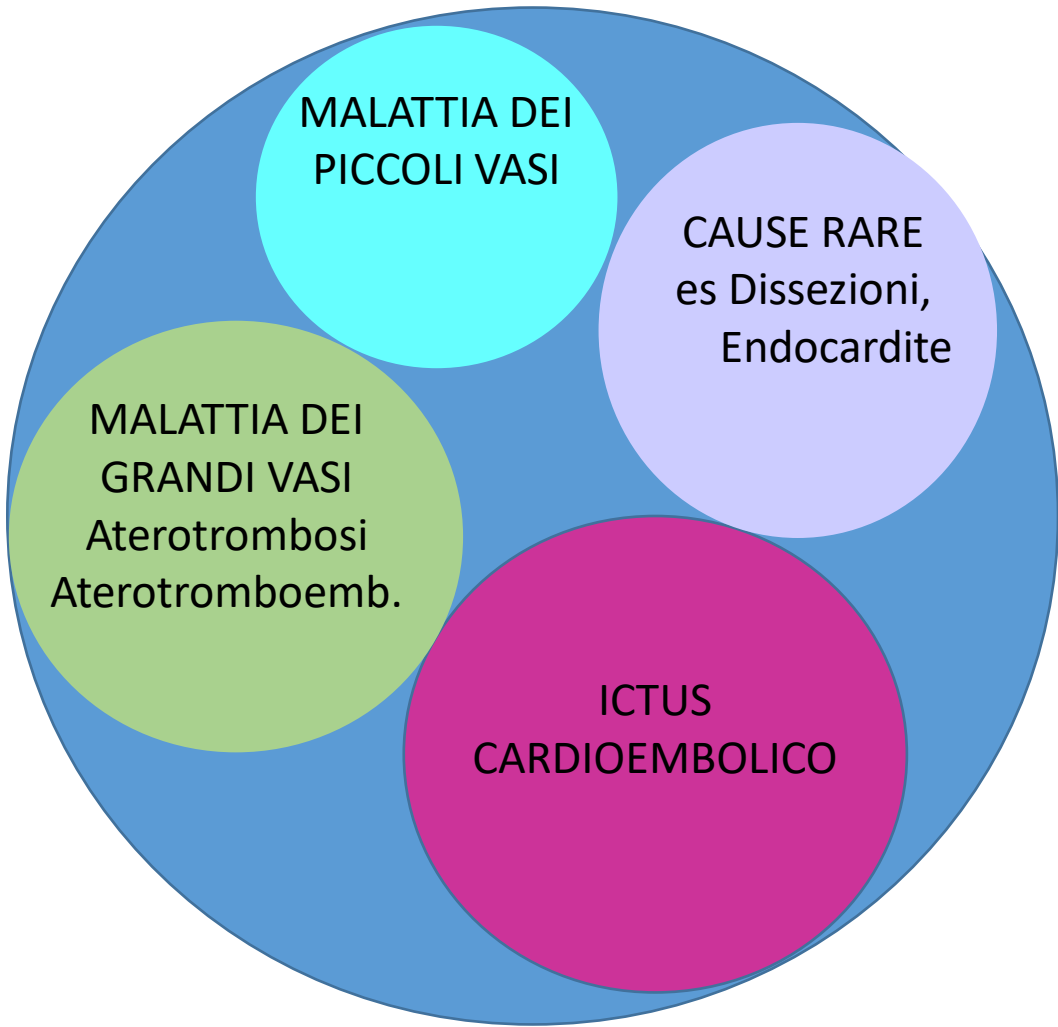 MALATTIA DEI
PICCOLI VASI
CAUSE RARE
es Dissezioni,
Endocardite
MALATTIA DEI
GRANDI VASI
Aterotrombosi
Aterotromboemb.
ICTUS
CARDIOEMBOLICO